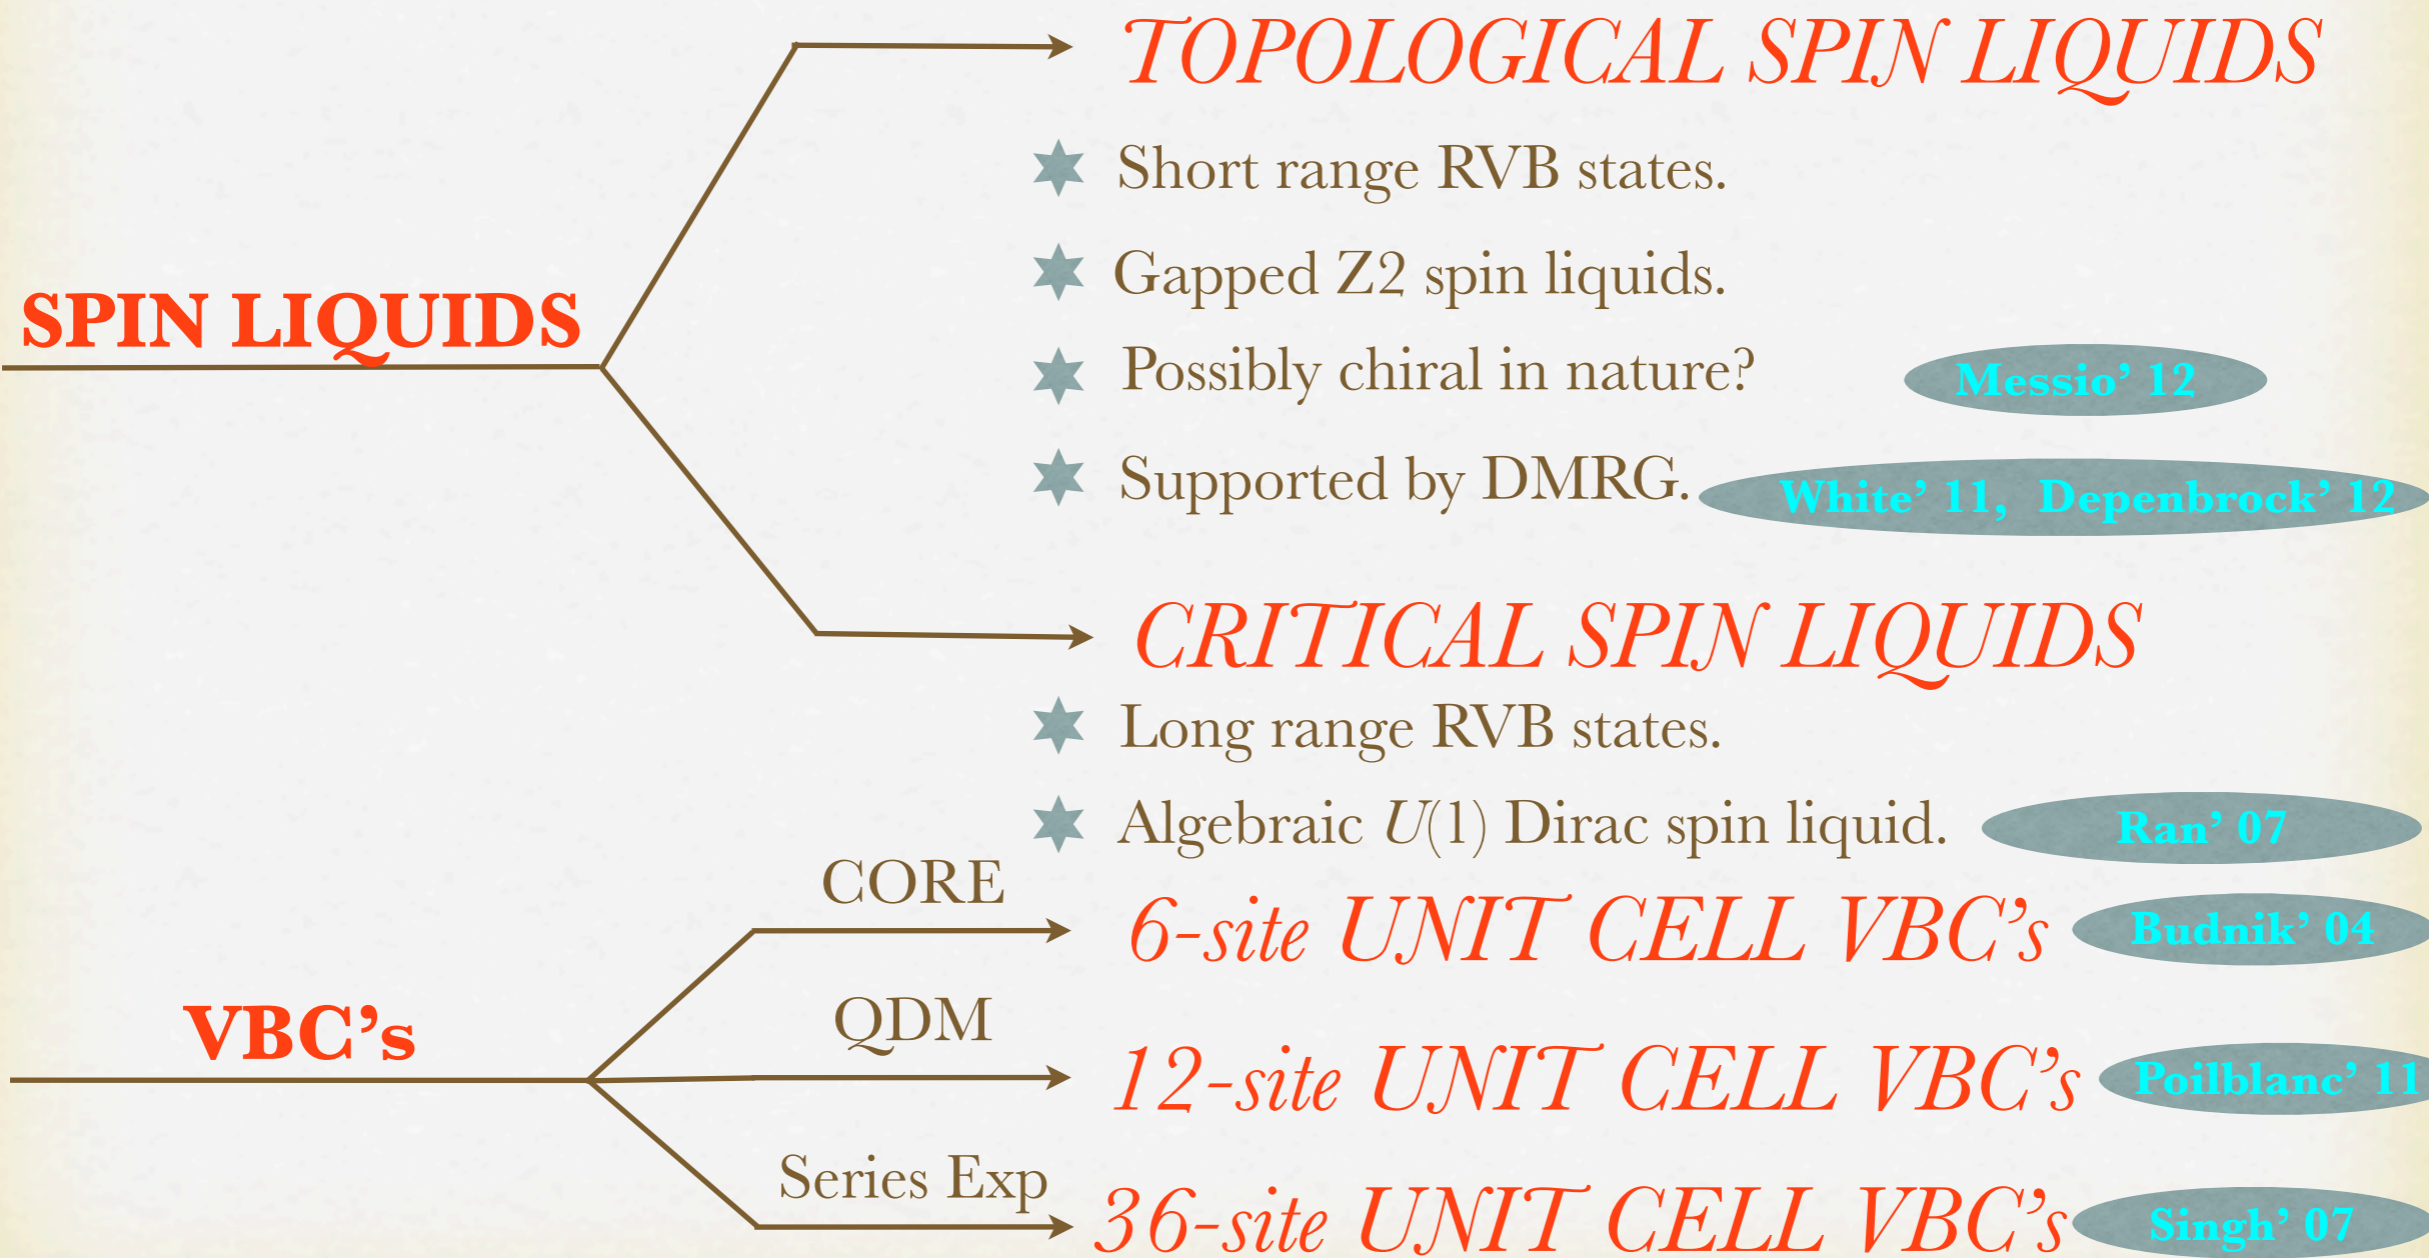 TOPOLOGICAL SPIN LIQUIDS
Short range RVB states.
Gapped Z2 spin liquids.
SPIN LIQUIDS
Possibly chiral in nature? Messio’ 12
Supported by DMRG. White’ 11, Depenbrock’ 12
CRITICAL SPIN LIQUIDS
Long range RVB states.
Algebraic U(1) Dirac spin liquid. Ran’ 07
CORE
6-site UNIT CELL VBC’s Budnik’ 04
QDM
VBC’s
12-site UNIT CELL VBC’s Poilblanc’ 11
Series Exp
36-site UNIT CELL VBC’s Singh’ 07